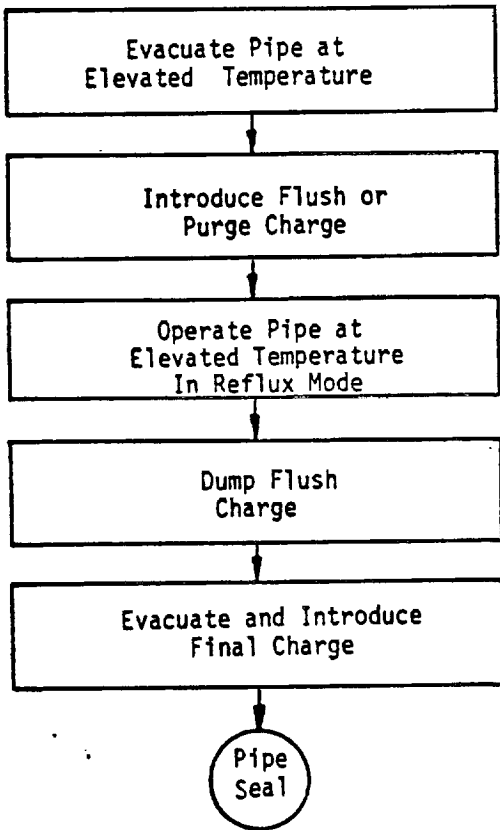 Evacuate Pipe at
Elevated Temperature
Introduce Flush or
Purge Charge
Operate Pipe at
Elevated Temperature
In Reflux Mode
Dump Flush
Charge
Evacuate and Introduce
Final Charge
Pipe
Seal